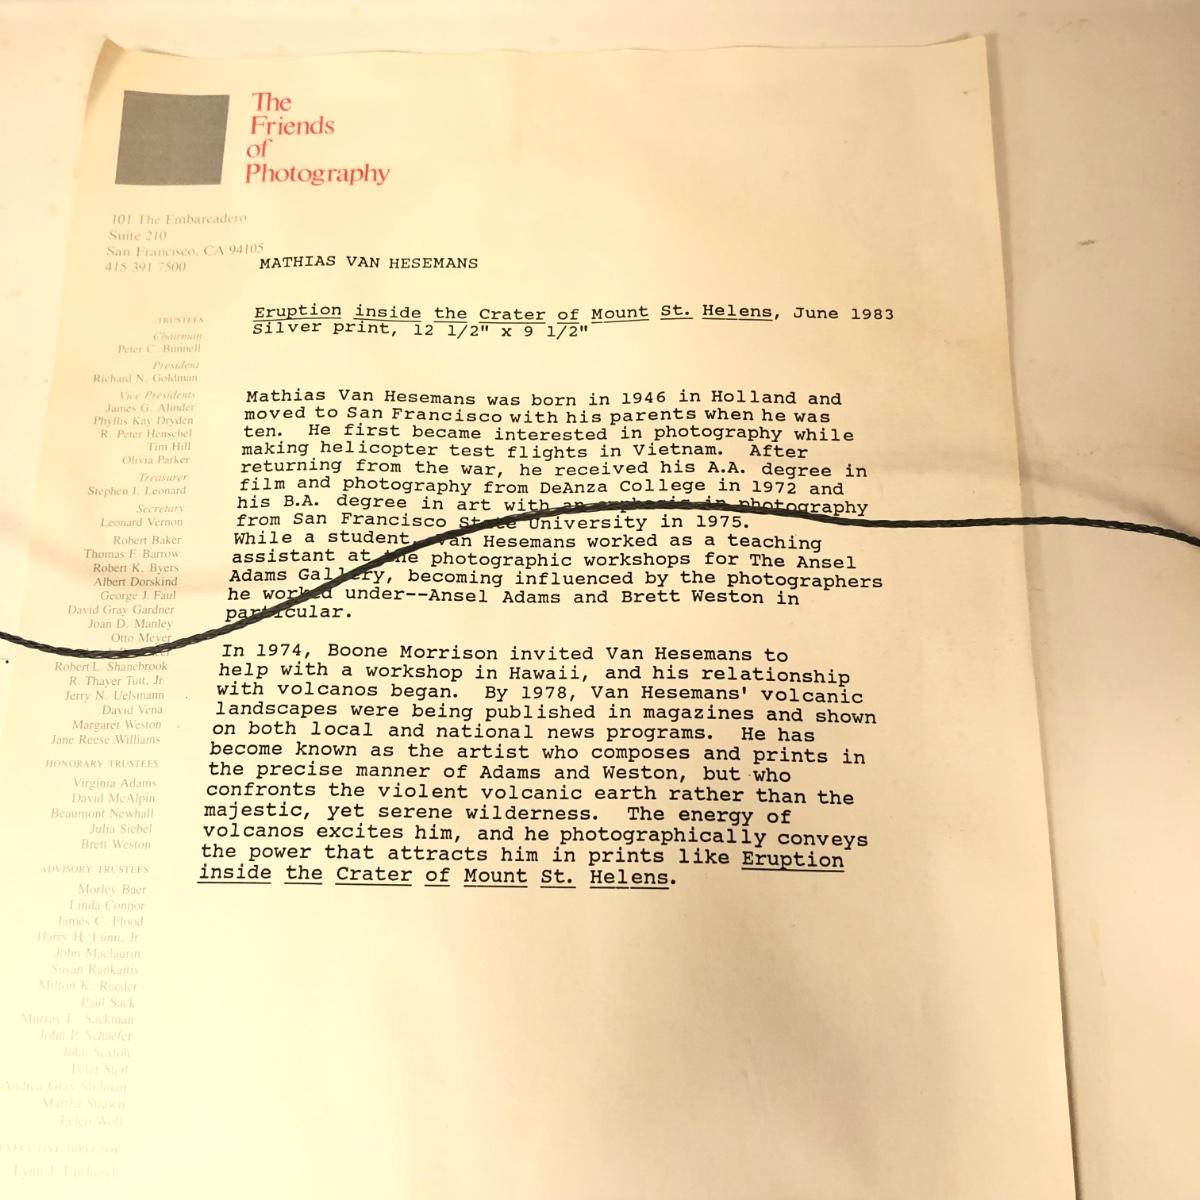 The
Friends
of
Photography
101 The Embarcadero
Suite 210
San Francisco, CA 94105
415 391 7500
MATHIAS VAN HESEMANS
Eruption inside the Crater of Mount St. Helens, June 1983
Silver print, 12 1/2" x 9 1/2"
Mathias Van Hesemans was born in 1946 in Holland and
moved to San Francisco with his parents when he was
ten. He first became interested in photography while
making helicopter test flights in Vietnam. After
returning from the war, he received his A.A. degree in
film and photography from DeAnza College in 1972 and
his B.A. degree in art with an emphasis in photography
from San Francisco State University in 1975.
While a student, Van Hesemans worked as a teaching
assistant at the photographic workshops for The Ansel
Adams Gallery, becoming influenced by the photographers
he worked under--Ansel Adams and Brett Weston in
particular.
In 1974, Boone Morrison invited Van Hesemans to
help with a workshop in Hawaii, and his relationship
with volcanos began. By 1978, Van Hesemans' volcanic
landscapes were being published in magazines and shown
on both local and national news programs. He has
become known as the artist who composes and prints in
the precise manner of Adams and Weston, but who
confronts the violent volcanic earth rather than the
majestic, yet serene wilderness. The energy of
volcanos excites him, and he photographically conveys
the power that attracts him in prints like Eruption
inside the Crater of Mount St. Helens.
TRUSTEES
Chairman
Peter C. Bunnell
President
Richard N. Goldman
Vice Presidents
James G. Alinder
Phyllis Kay Dryden
R. Peter Henschel
Tim Hill
Olivia Parker
Treasurer
Stephen I. Leonard
Secretary
Leonard Vernon
Robert Baker
Thomas F. Barrow
Robert K. Byers
Albert Dorskind
George J. Faul
David Gray Gardner
Joan D. Manley
Otto Meyer
Robert L. Shanebrook
R. Thayer Tutt, Jr.
Jerry N. Uelsmann
David Vena
Margaret Weston
Jane Reese Williams
HONORARY TRUSTEES
Virginia Adams
David McAlpin
Beaumont Newhall
Julia Siebel
Brett Weston
ADVISORY TRUSTEES
Morley Baer
Linda Connor
James C. Flood
Harry H. Lunn, Jr.
John Maclaurin
Susan Rankaitis
Milton K. Reeder
Paul Sack
Murray L. Sackman
John P. Schaefer
John Sexton
Peter Steil
Andrea Gray Stillman
Martha Strawn
Helen Wolf
EXECUTIVE DIRECTOR
Lynn J. Upchurch